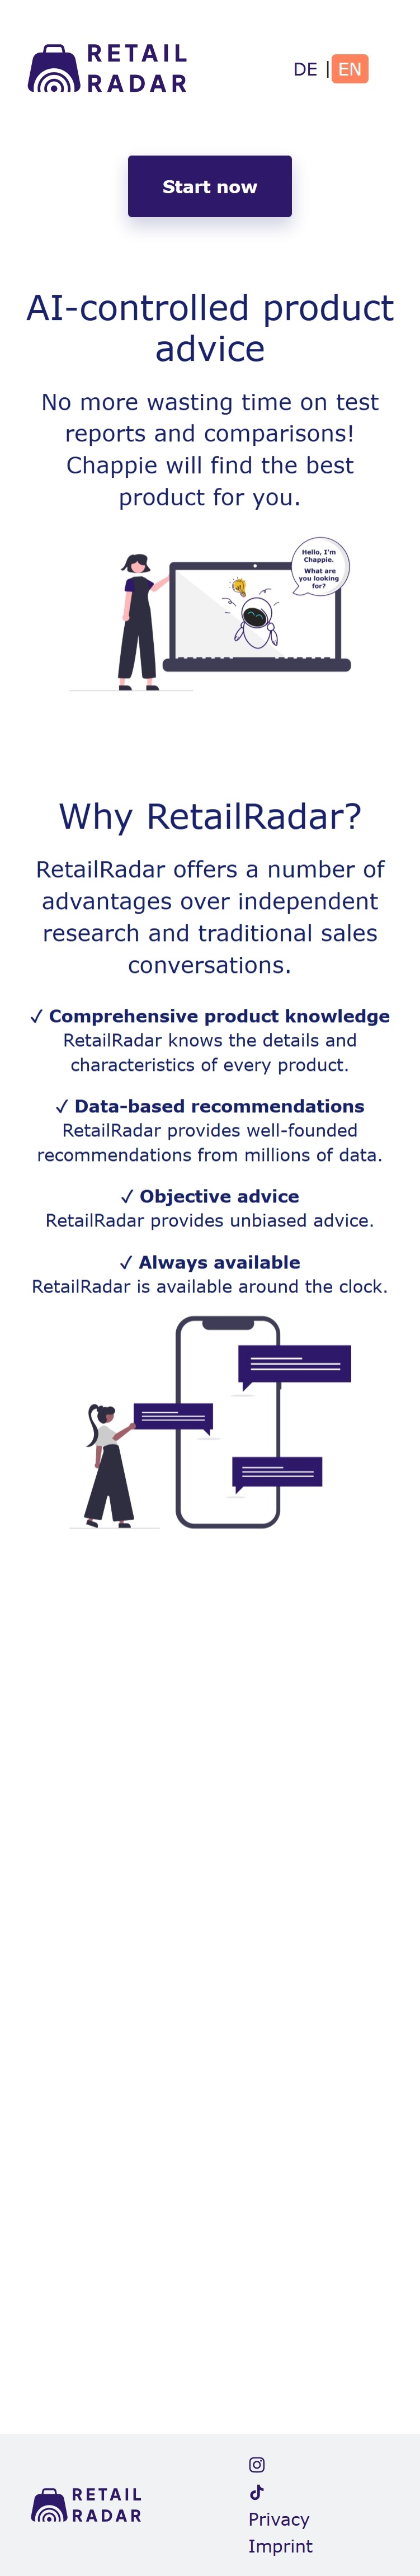 RETAIL
RADAR
DE | EN
Start now
AI-controlled product
advice
No more wasting time on test
reports and comparisons!
Chappie will find the best
product for you.
Hello, I'm
Chappie.
What are
you looking
for?
Why RetailRadar?
RetailRadar offers a number of
advantages over independent
research and traditional sales
conversations.
✓ Comprehensive product knowledge
RetailRadar knows the details and
characteristics of every product.
✓ Data-based recommendations
RetailRadar provides well-founded
recommendations from millions of data.
✓ Objective advice
RetailRadar provides unbiased advice.
✓ Always available
RetailRadar is available around the clock.
RETAIL
RADAR
Privacy
Imprint